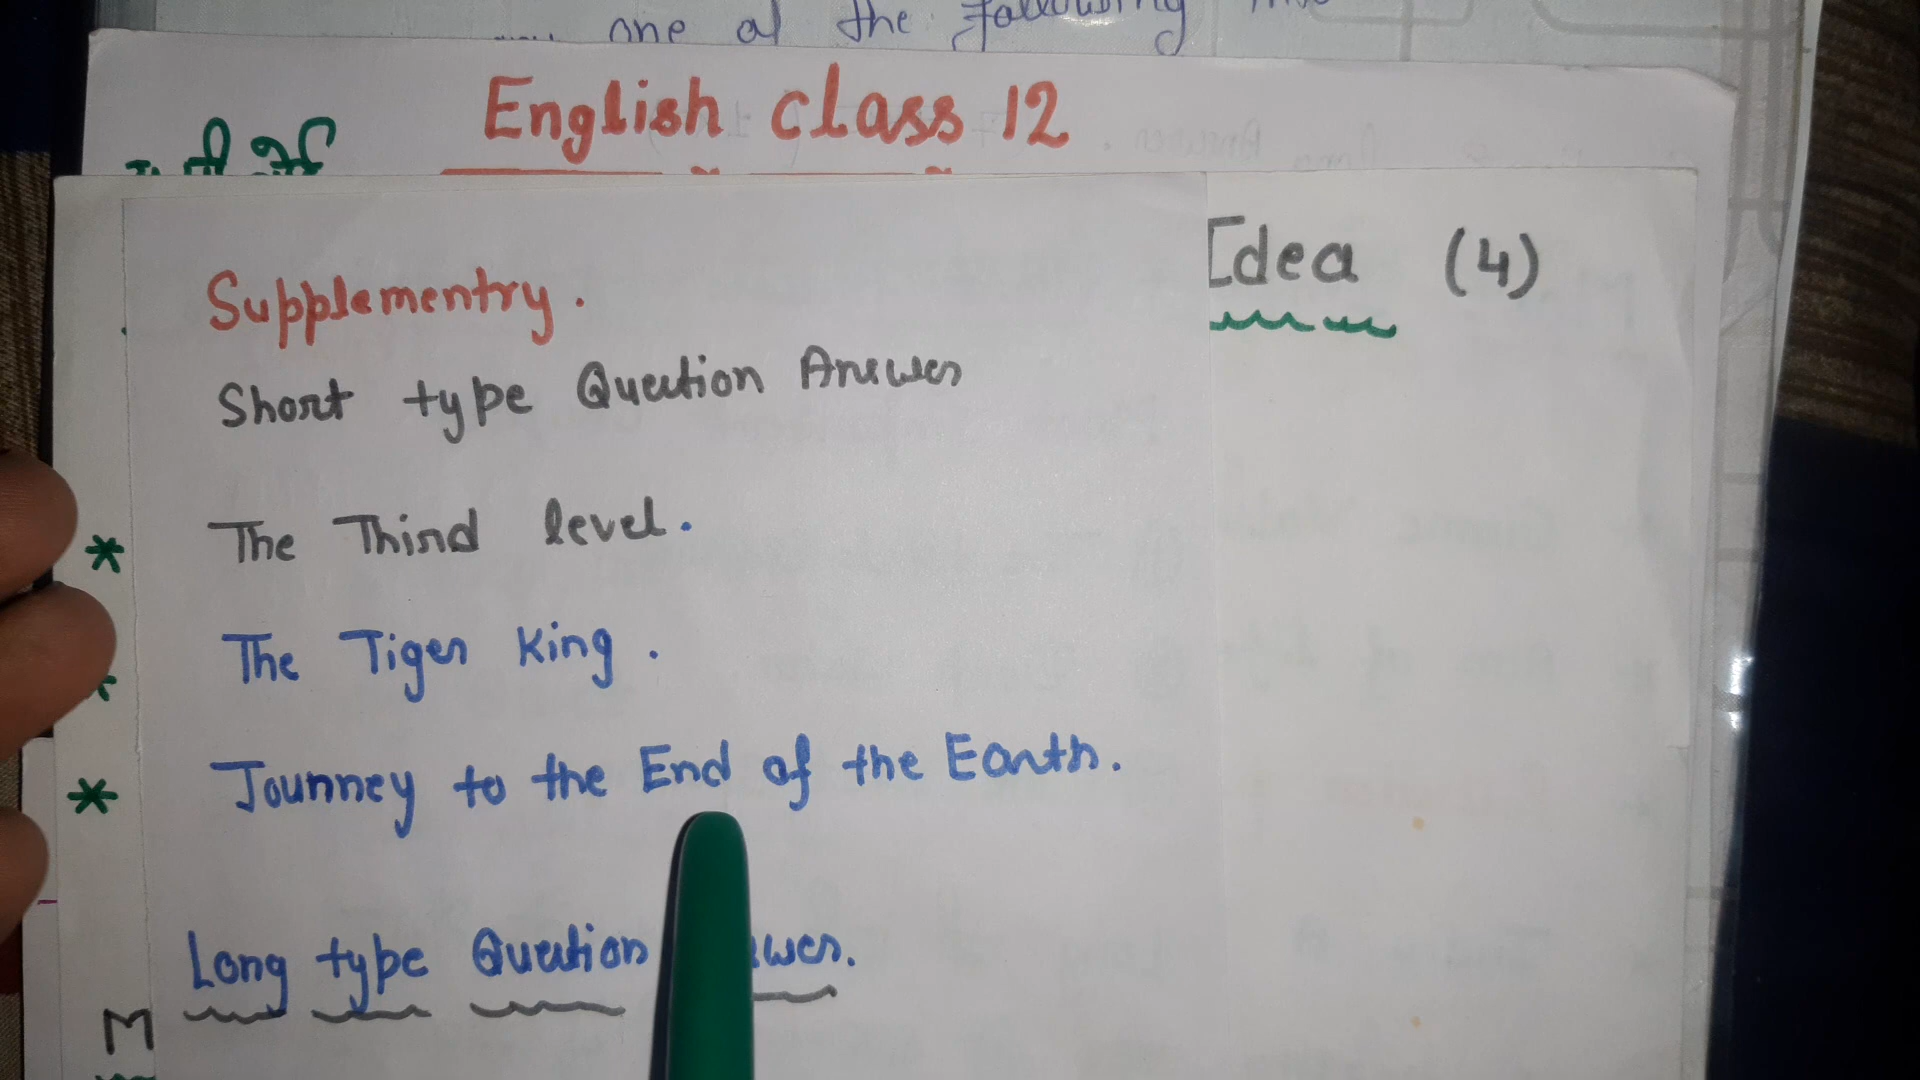 one of the following
English class 12
Idea (4)
Supplementry.
Short type Question Answer
The Third level.
The Tiger King.
Journey to the End of the Earth.
Long type Question
M